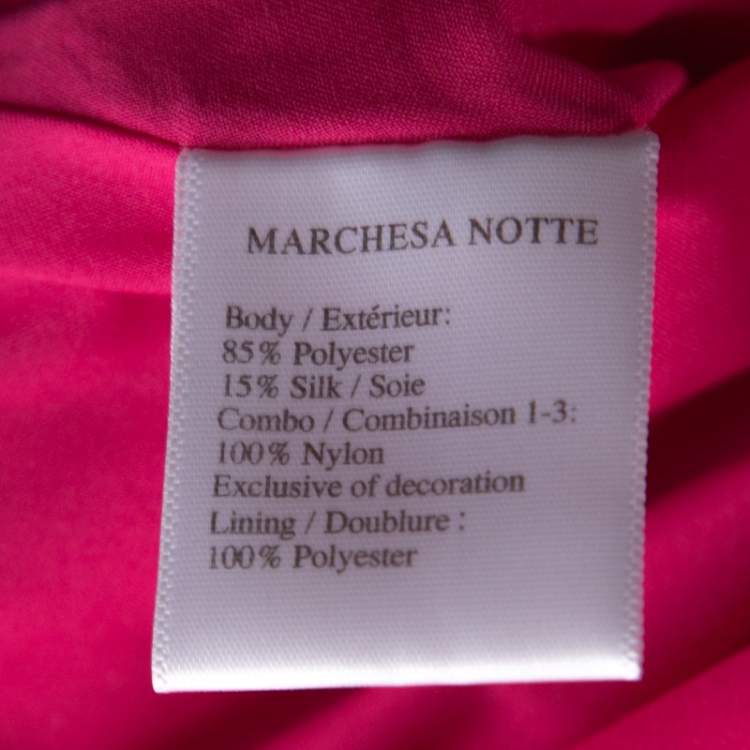 MARCHESA NOTTE
Body / Extérieur:
85% Polyester
15% Silk / Soie
Combo / Combinaison 1-3:
100% Nylon
Exclusive of decoration
Lining / Doublure :
100% Polyester